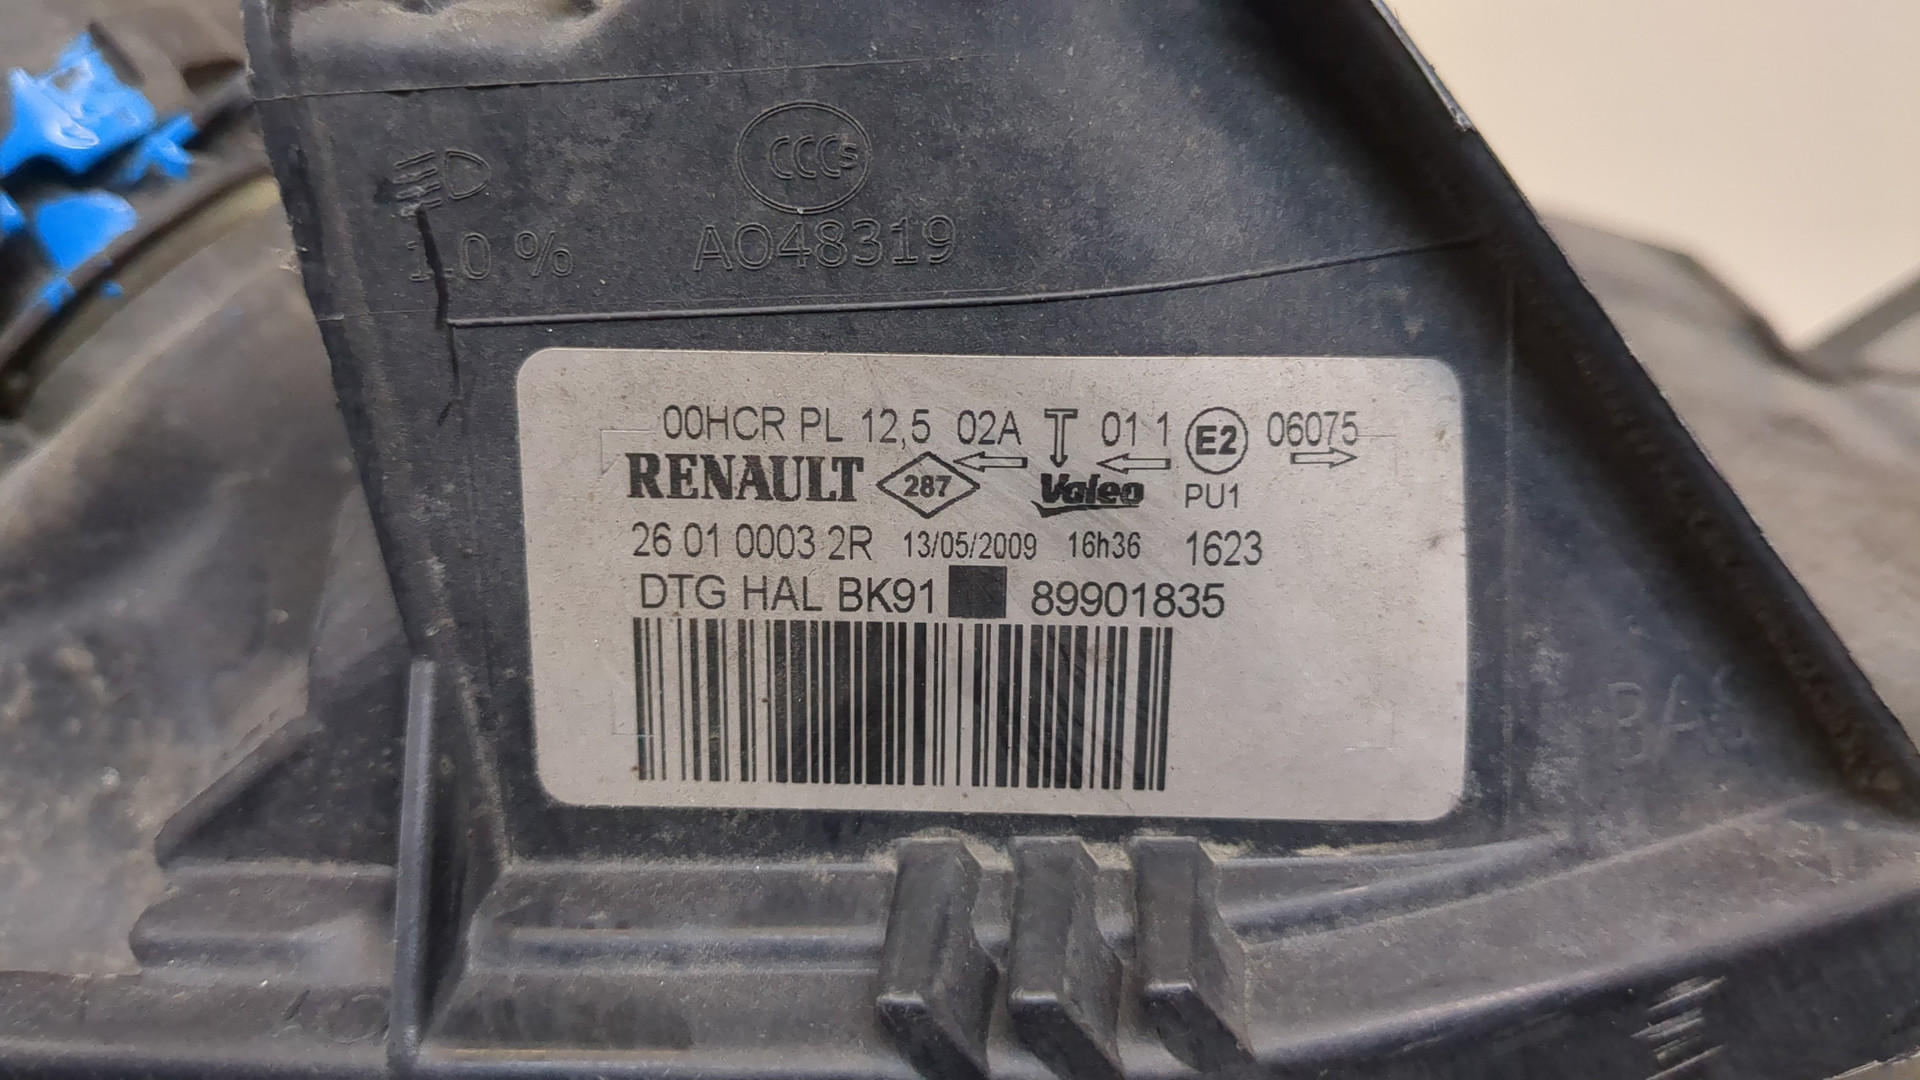 CCCS
1.0 %
A048319
00HCR PL 12,5 02A T 01 1 E2 06075
RENAULT 287 Valeo PU1
26 01 0003 2R 13/05/2009 16h36 1623
DTG HAL BK91 89901835